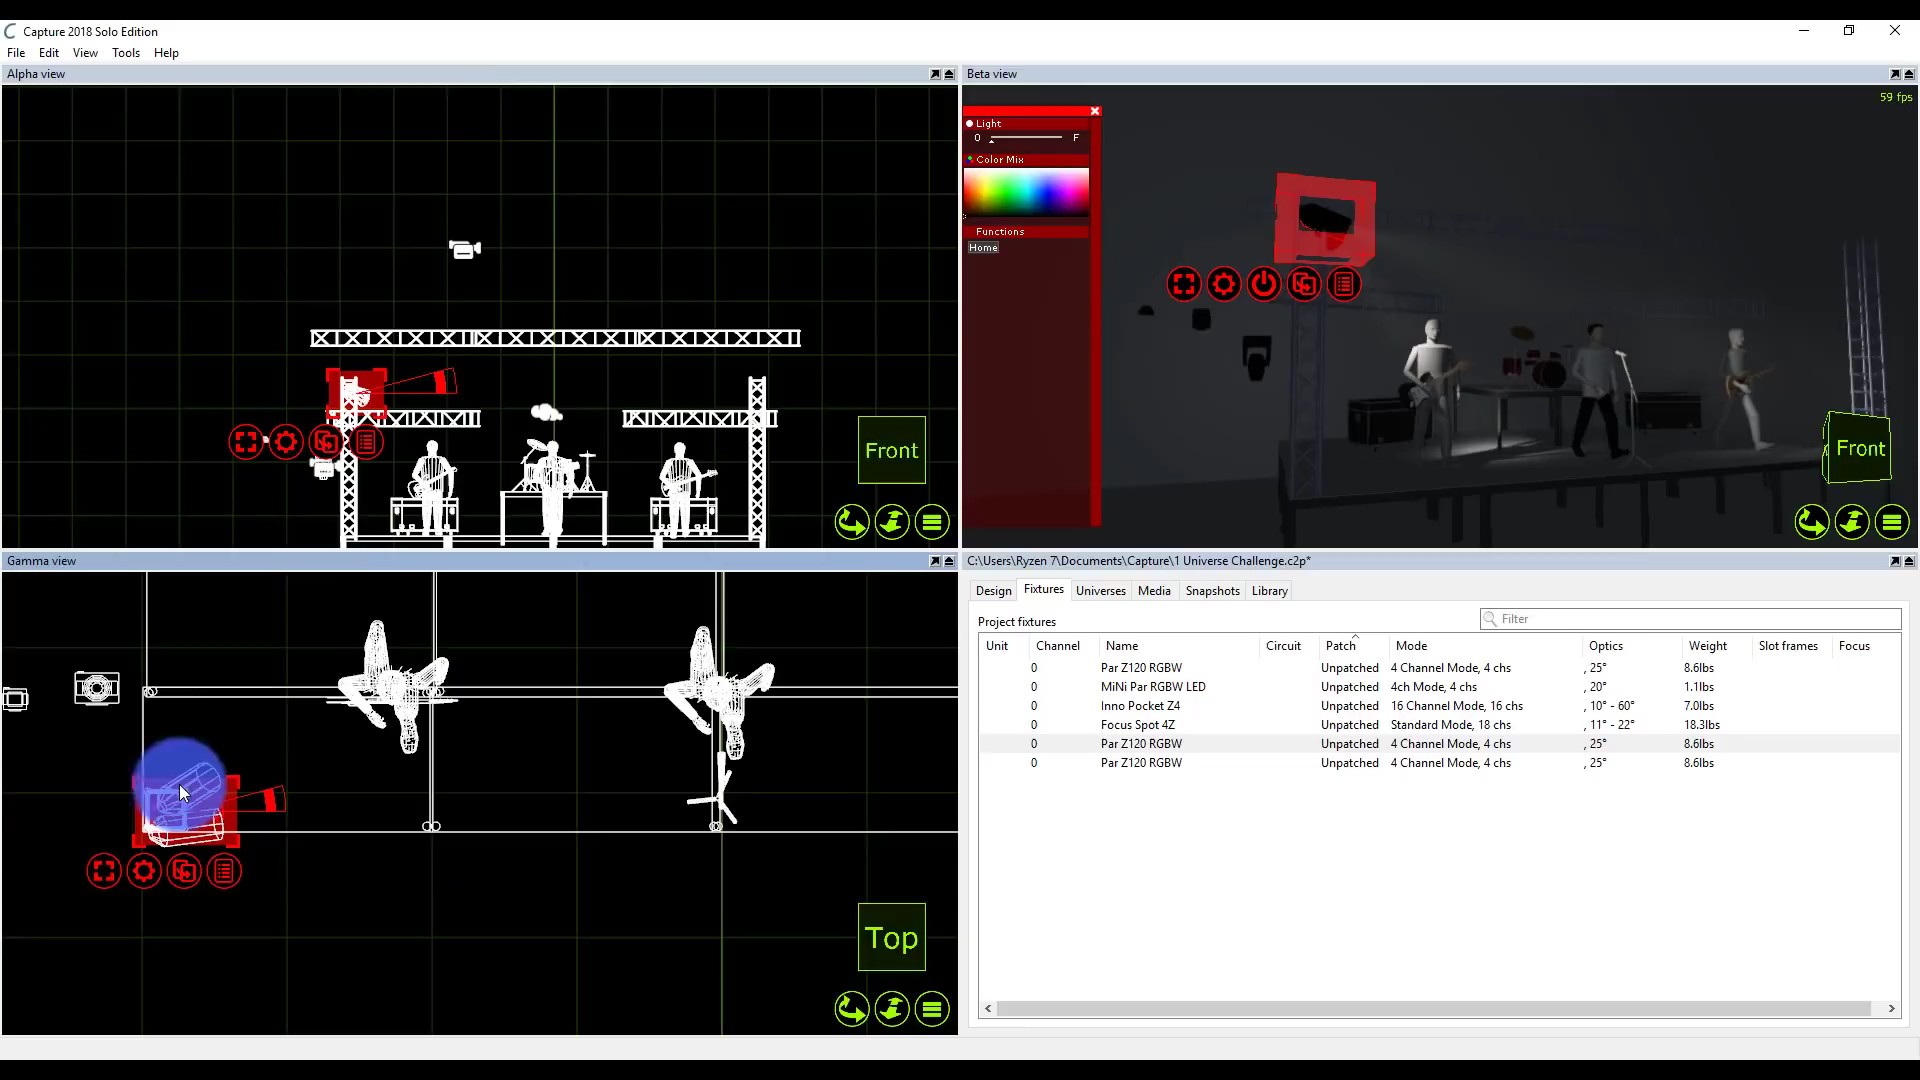 Capture 2018 Solo Edition
File Edit View Tools Help
Alpha view
Front
Beta view
59 fps
Light
0 F
Color Mix
Functions
Home
Front
Gamma view
Top
C:\Users\Ryzen 7\Documents\Capture\1 Universe Challenge.c2p*
Design Fixtures Universes Media Snapshots Library
Project fixtures Filter
Unit Channel Name Circuit Patch Mode Optics Weight Slot frames Focus
0 Par Z120 RGBW Unpatched 4 Channel Mode, 4 chs , 25° 8.6lbs
0 MiNi Par RGBW LED Unpatched 4ch Mode, 4 chs , 20° 1.1lbs
0 Inno Pocket Z4 Unpatched 16 Channel Mode, 16 chs , 10° - 60° 7.0lbs
0 Focus Spot 4Z Unpatched Standard Mode, 18 chs , 11° - 22° 18.3lbs
0 Par Z120 RGBW Unpatched 4 Channel Mode, 4 chs , 25° 8.6lbs
0 Par Z120 RGBW Unpatched 4 Channel Mode, 4 chs , 25° 8.6lbs